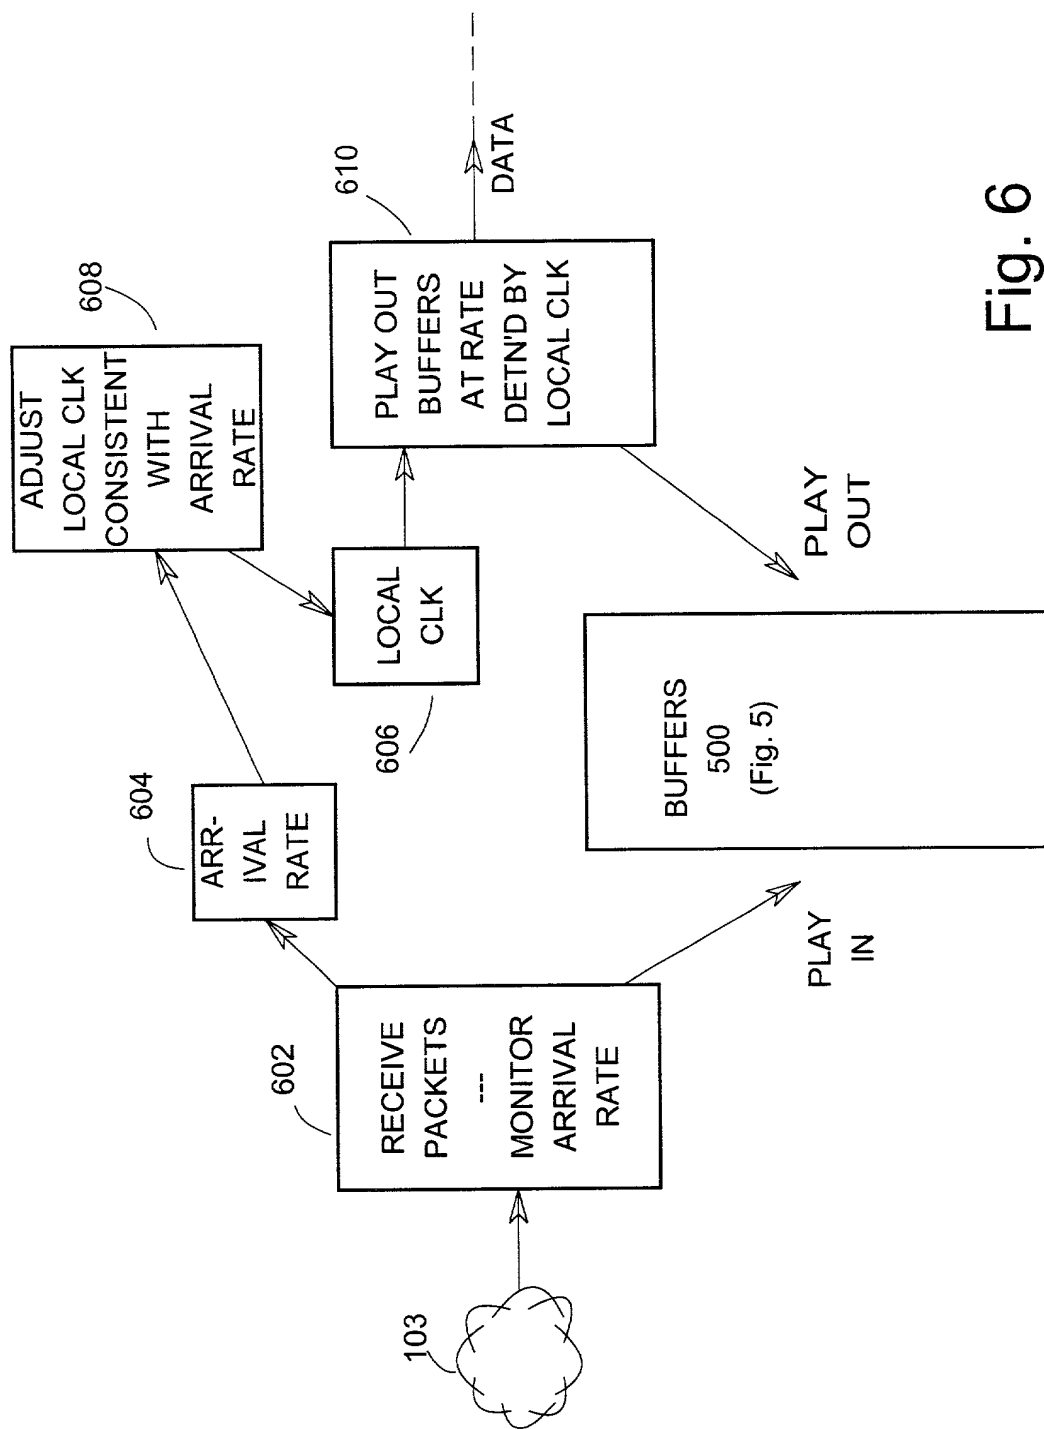 103
602
RECEIVE
PACKETS
---
MONITOR
ARRIVAL
RATE
604
ARR-
IVAL
RATE
608
ADJUST
LOCAL CLK
CONSISTENT
WITH
ARRIVAL
RATE
606
LOCAL
CLK
610
PLAY OUT
BUFFERS
AT RATE
DETN'D BY
LOCAL CLK
DATA
PLAY
IN
BUFFERS
500
(Fig. 5)
PLAY
OUT
Fig. 6